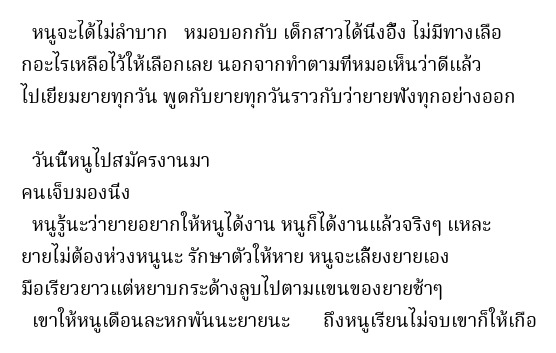 หนูจะได้ไม่ลำบาก หมอบอกกับ เด็กสาวได้นึ่งอึ้ง ไม่มีทางเลือ
กอะไรเหลือไว้ให้เลือกเลย นอกจากทำตามที่หมอเห็นว่าดีแล้ว
ไปเยี่ยมยายทุกวัน พูดกับยายทุกวันราวกับว่ายายฟังทุกอย่างออก
วันนี้หนูไปสมัครงานมา
คนเจ็บมองนิ่ง
หนูรู้นะว่ายายอยากให้หนูได้งาน หนูก็ได้งานแล้วจริงๆ แหละ
ยายไม่ต้องห่วงหนูนะ รักษาตัวให้หาย หนูจะเลี้ยงยายเอง
มือเรียวยาวแต่หยาบกระด้างลูบไปตามแขนของยายช้าๆ
เขาให้หนูเดือนละหกพันนะยายนะ ถึงหนูเรียนไม่จบเขาก็ให้เกือ